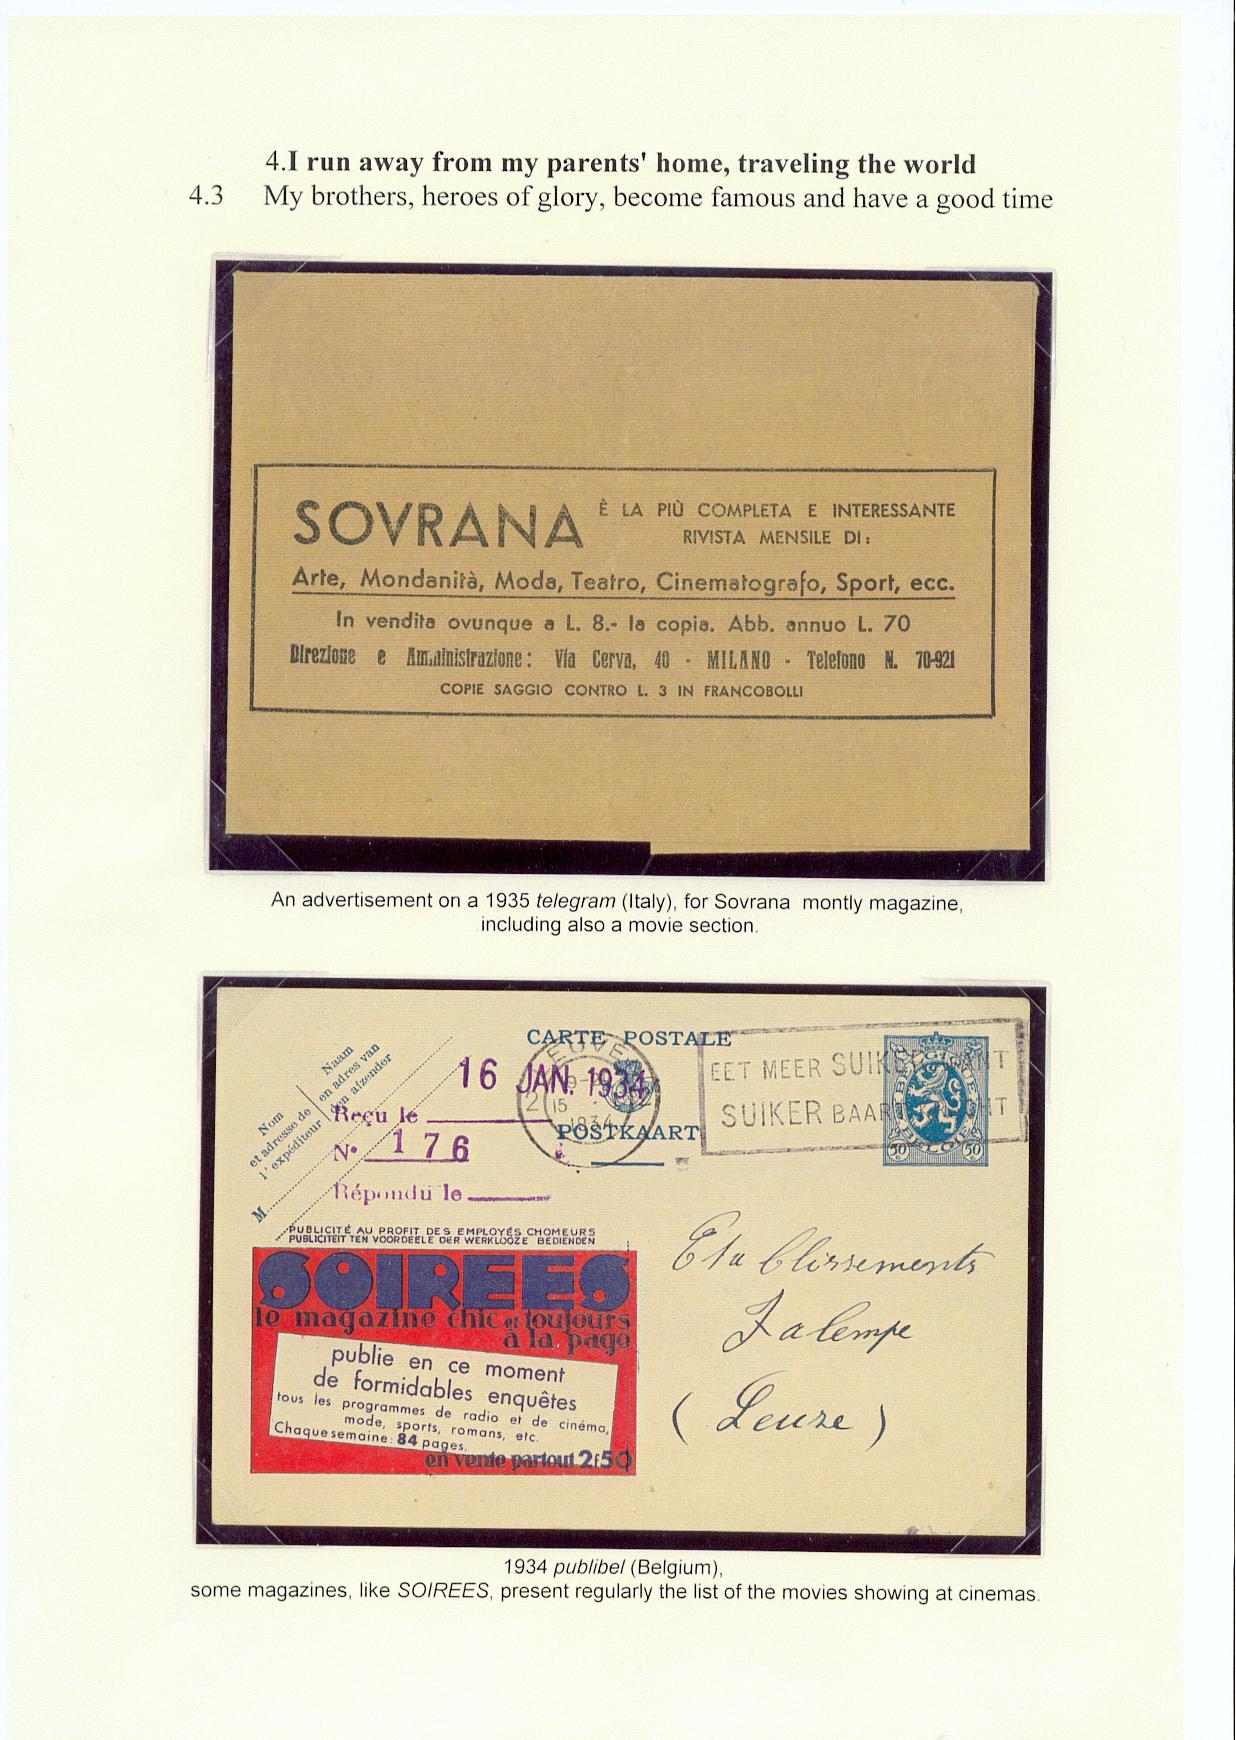 4.I run away from my parents' home, traveling the world
4.3 My brothers, heroes of glory, become famous and have a good time
SOVRANA È LA PIÙ COMPLETA E INTERESSANTE
RIVISTA MENSILE DI:
Arte, Mondanità, Moda, Teatro, Cinematografo, Sport, ecc.
In vendita ovunque a L. 8.- la copia. Abb. annuo L. 70
Direzione e Amministrazione: Via Cerva, 40 - MILANO - Telefono N. 70-921
COPIE SAGGIO CONTRO L. 3 IN FRANCOBOLLI
An advertisement on a 1935 telegram (Italy), for Sovrana montly magazine,
including also a movie section.
CARTE POSTALE
POSTKAART
Naam
en adres van
den afzender
Nom
et adresse de
l'expéditeur
M
16 JAN. 1934
Reçu le
N° 176
Répondu le
15
1934
EET MEER
SUIKER
BELGIQUE
BELGIE
50 50
PUBLICITÉ AU PROFIT DES EMPLOYÉS CHOMEURS
PUBLICITEIT TEN VOORDEELE DER WERKLOOZE BEDIENDEN
SOIREES
le magazine chic et toujours
à la page
publie en ce moment
de formidables enquêtes
tous les programmes de radio et de cinéma,
mode, sports, romans, etc.
Chaque semaine: 84 pages.
en vente partout 2f50
Etablissements
(Leuze)
1934 publibel (Belgium),
some magazines, like SOIREES, present regularly the list of the movies showing at cinemas.